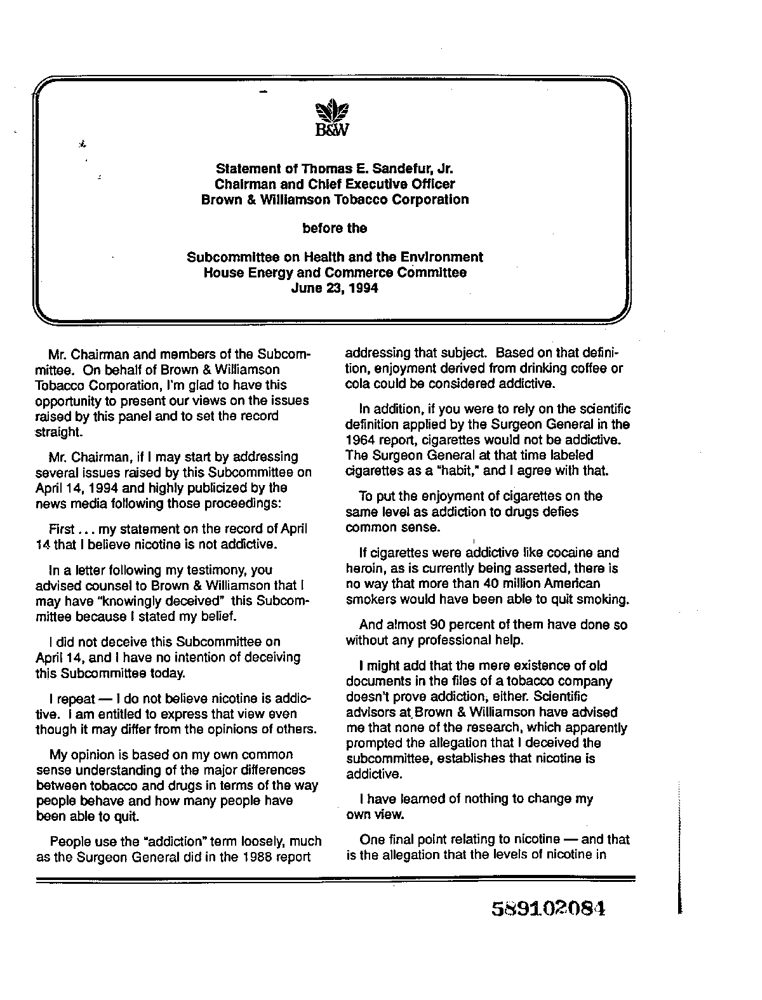 B&W
Statement of Thomas E. Sandefur, Jr.
Chairman and Chief Executive Officer
Brown & Williamson Tobacco Corporation
before the
Subcommittee on Health and the Environment
House Energy and Commerce Committee
June 23, 1994
Mr. Chairman and members of the Subcom-
mittee. On behalf of Brown & Williamson
Tobacco Corporation, I'm glad to have this
opportunity to present our views on the issues
raised by this panel and to set the record
straight.
Mr. Chairman, if I may start by addressing
several issues raised by this Subcommittee on
April 14, 1994 and highly publicized by the
news media following those proceedings:
First . . . my statement on the record of April
14 that I believe nicotine is not addictive.
In a letter following my testimony, you
advised counsel to Brown & Williamson that I
may have "knowingly deceived" this Subcom-
mittee because I stated my belief.
I did not deceive this Subcommittee on
April 14, and I have no intention of deceiving
this Subcommittee today.
I repeat — I do not believe nicotine is addic-
tive. I am entitled to express that view even
though it may differ from the opinions of others.
My opinion is based on my own common
sense understanding of the major differences
between tobacco and drugs in terms of the way
people behave and how many people have
been able to quit.
People use the "addiction" term loosely, much
as the Surgeon General did in the 1988 report
addressing that subject. Based on that defini-
tion, enjoyment derived from drinking coffee or
cola could be considered addictive.
In addition, if you were to rely on the scientific
definition applied by the Surgeon General in the
1964 report, cigarettes would not be addictive.
The Surgeon General at that time labeled
cigarettes as a "habit," and I agree with that.
To put the enjoyment of cigarettes on the
same level as addiction to drugs defies
common sense.
If cigarettes were addictive like cocaine and
heroin, as is currently being asserted, there is
no way that more than 40 million American
smokers would have been able to quit smoking.
And almost 90 percent of them have done so
without any professional help.
I might add that the mere existence of old
documents in the files of a tobacco company
doesn't prove addiction, either. Scientific
advisors at Brown & Williamson have advised
me that none of the research, which apparently
prompted the allegation that I deceived the
subcommittee, establishes that nicotine is
addictive.
I have learned of nothing to change my
own view.
One final point relating to nicotine — and that
is the allegation that the levels of nicotine in
589102084